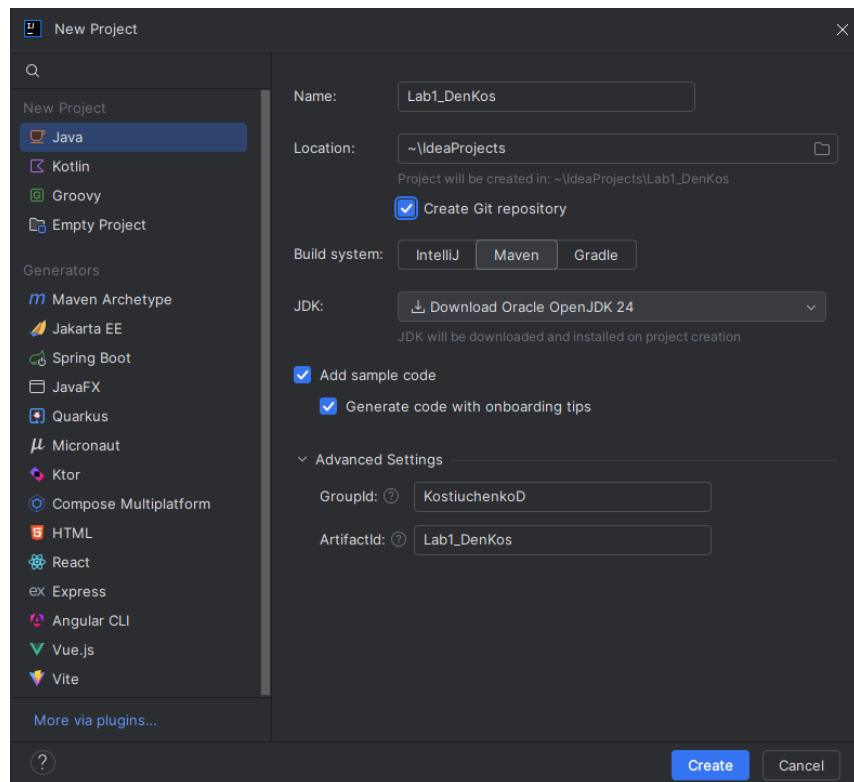 New Project
New Project
Java
Kotlin
Groovy
Empty Project
Generators
Maven Archetype
Jakarta EE
Spring Boot
JavaFX
Quarkus
Micronaut
Ktor
Compose Multiplatform
HTML
React
ex Express
Angular CLI
Vue.js
Vite
More via plugins...
Name: Lab1_DenKos
Location: ~\IdeaProjects
Project will be created in: ~\IdeaProjects\Lab1_DenKos
Create Git repository
Build system: IntelliJ Maven Gradle
JDK: Download Oracle OpenJDK 24
JDK will be downloaded and installed on project creation
Add sample code
Generate code with onboarding tips
Advanced Settings
GroupId: ? KostiuchenkoD
ArtifactId: ? Lab1_DenKos
? Create Cancel